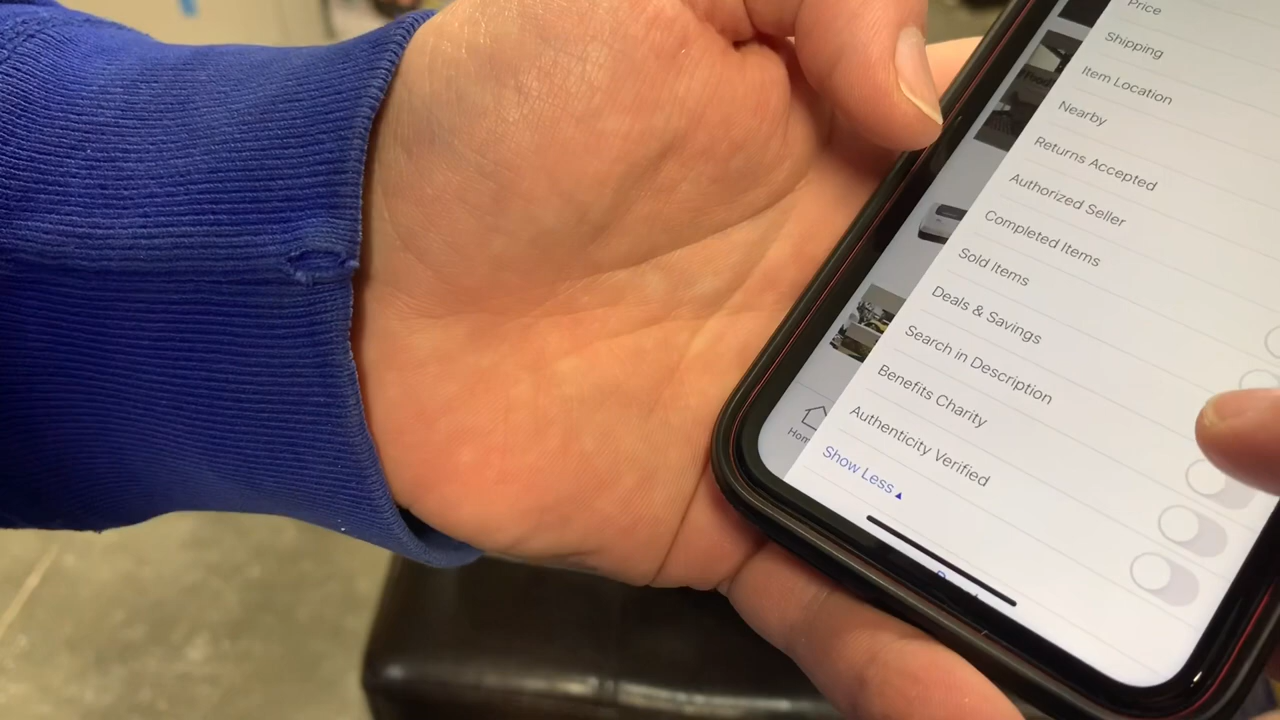 Price
Shipping
Item Location
Nearby
Returns Accepted
Authorized Seller
Completed Items
Sold Items
Deals & Savings
Search in Description
Benefits Charity
Authenticity Verified
Show Less ▴